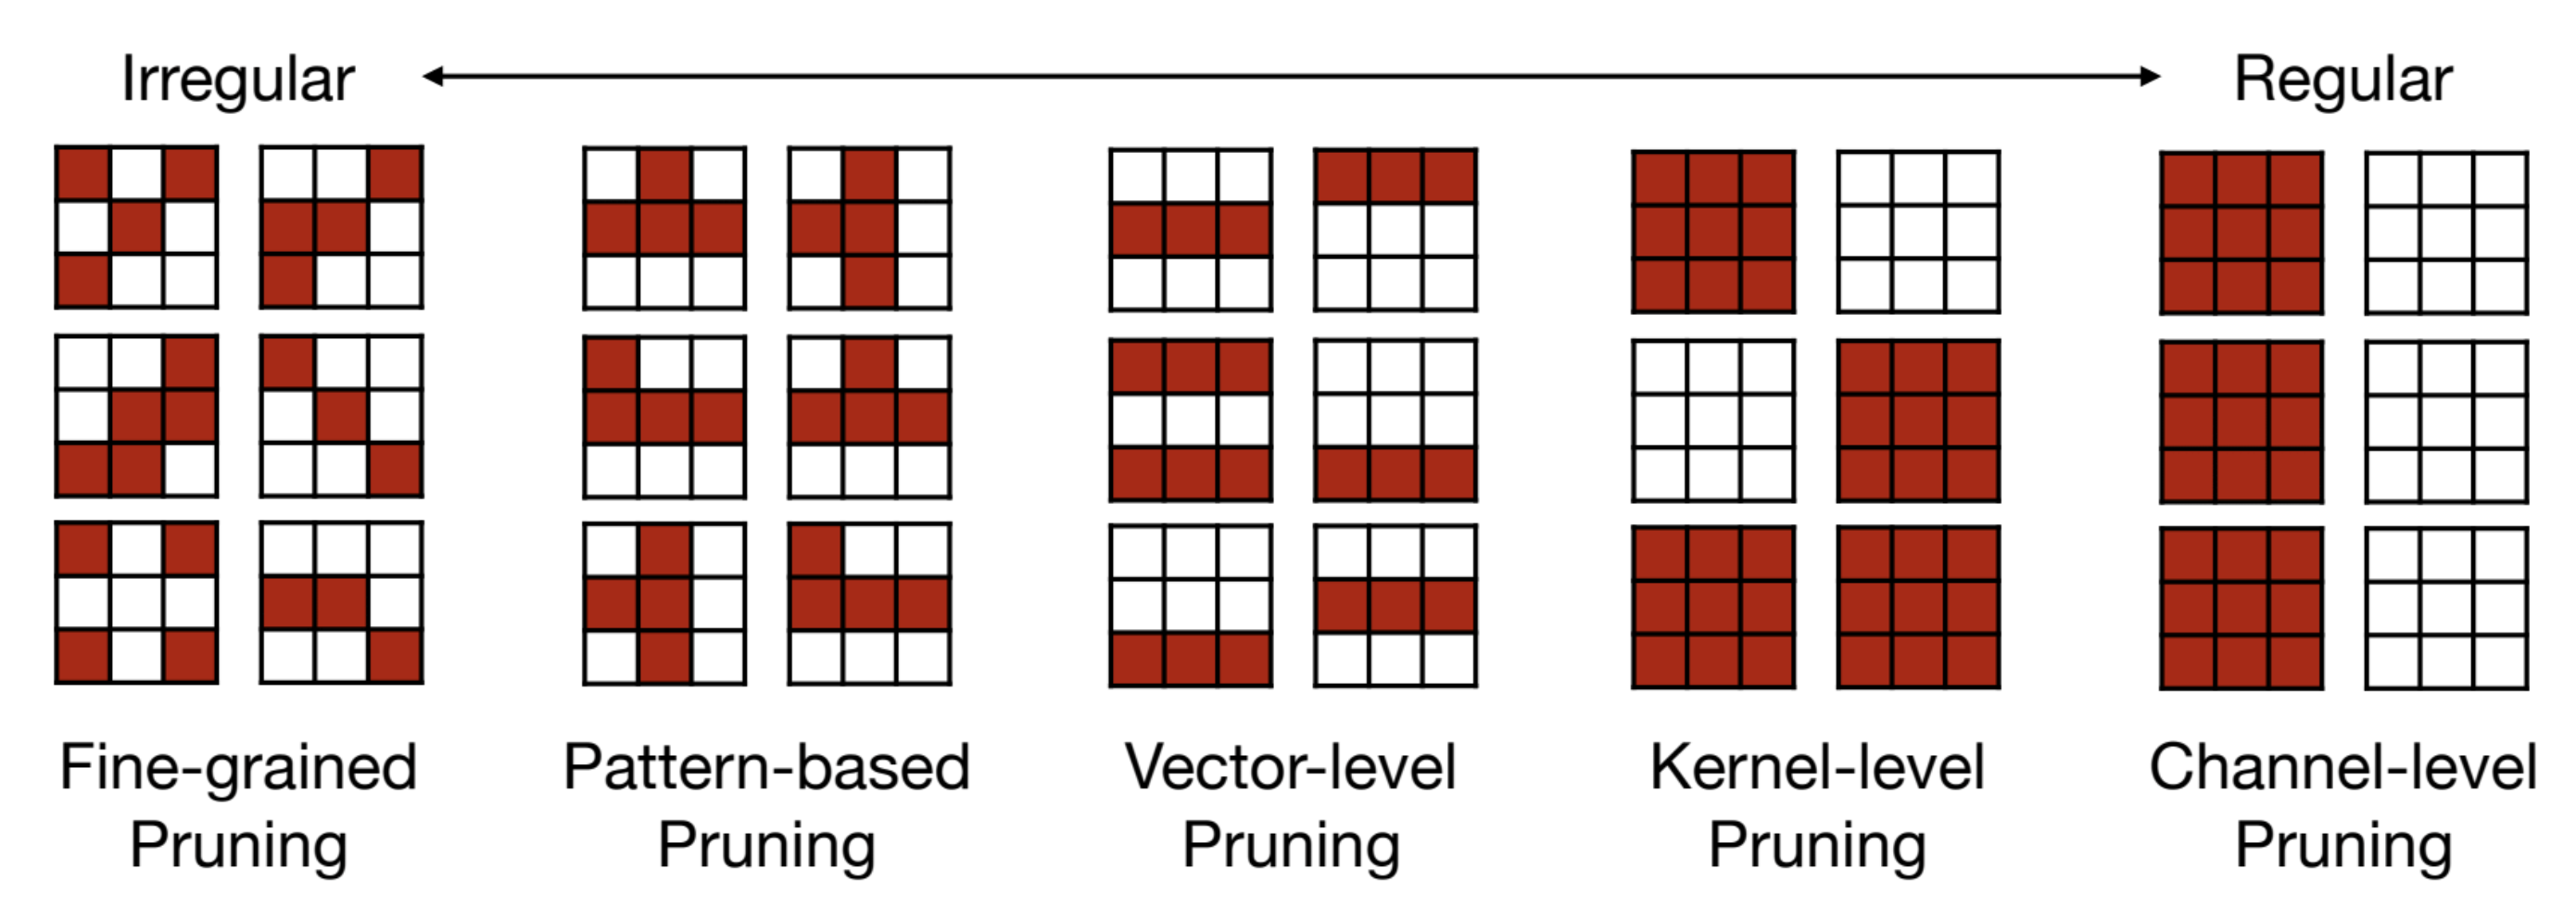 Irregular
Regular
Fine-grained
Pruning
Pattern-based
Pruning
Vector-level
Pruning
Kernel-level
Pruning
Channel-level
Pruning